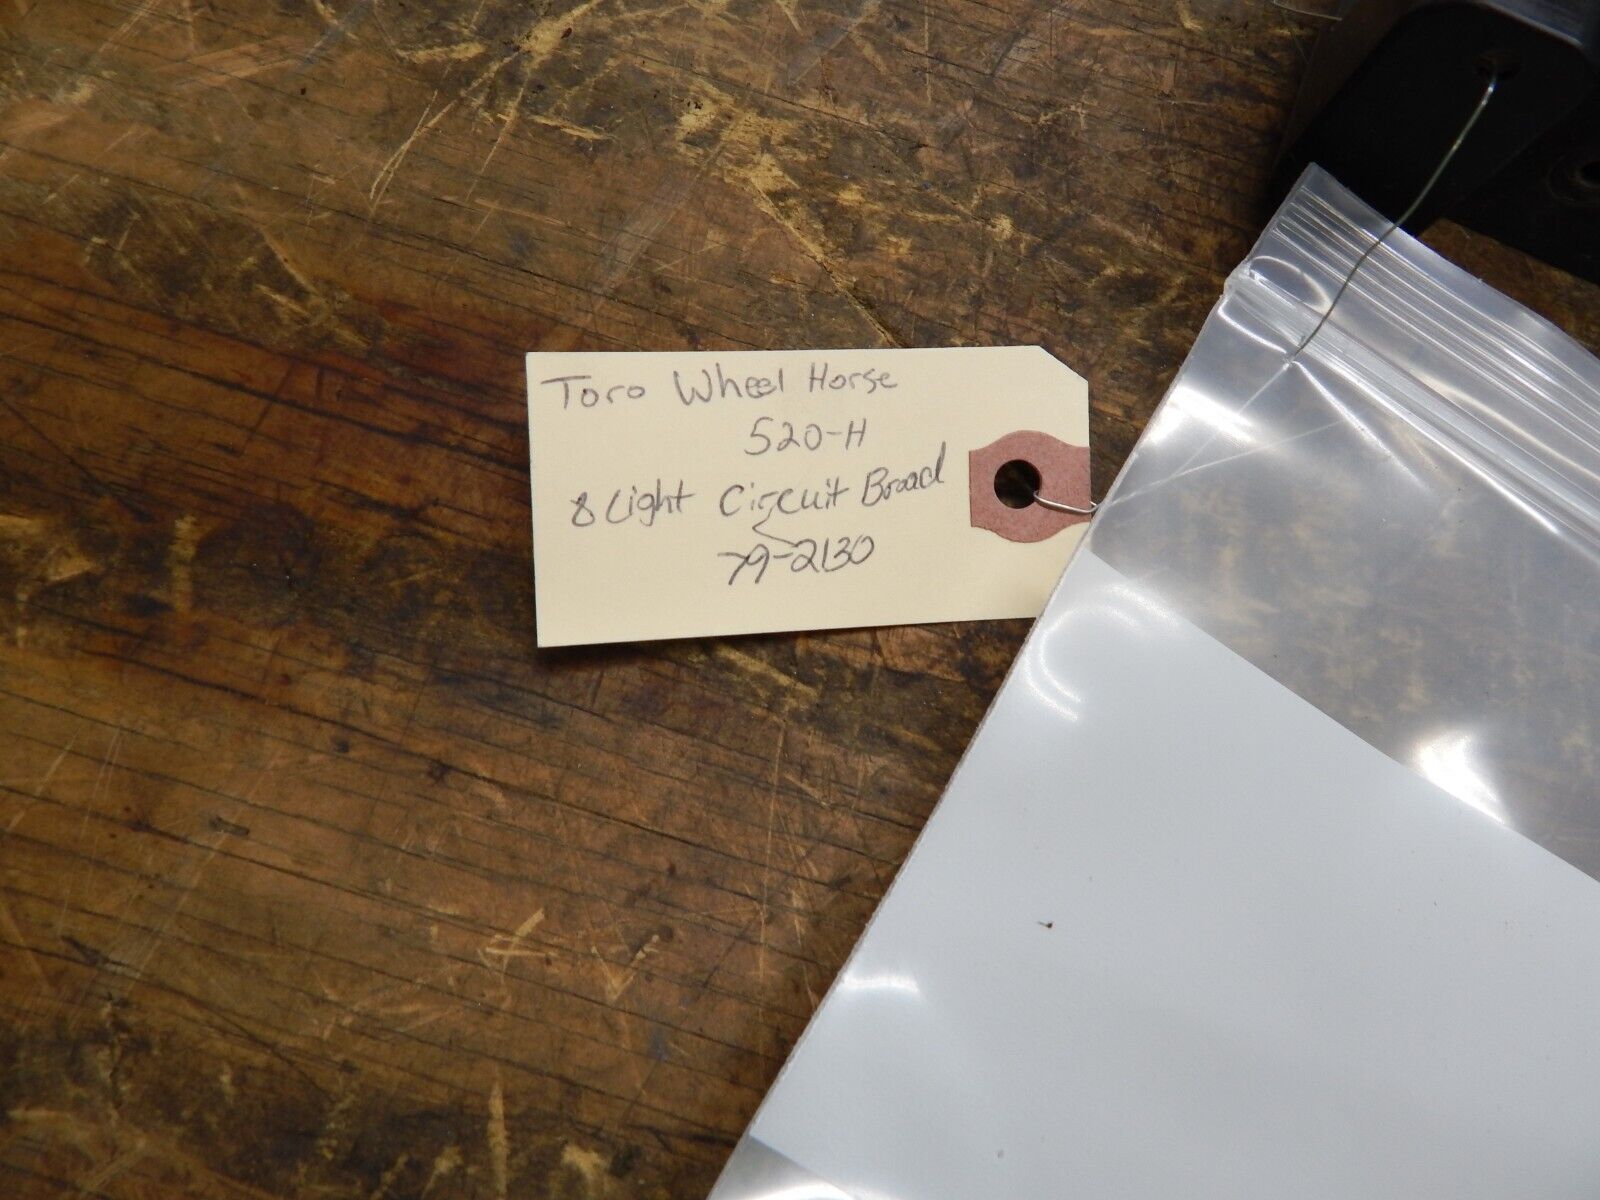 Toro Wheel Horse
520-H
8 Light Circuit Broad
79-2130